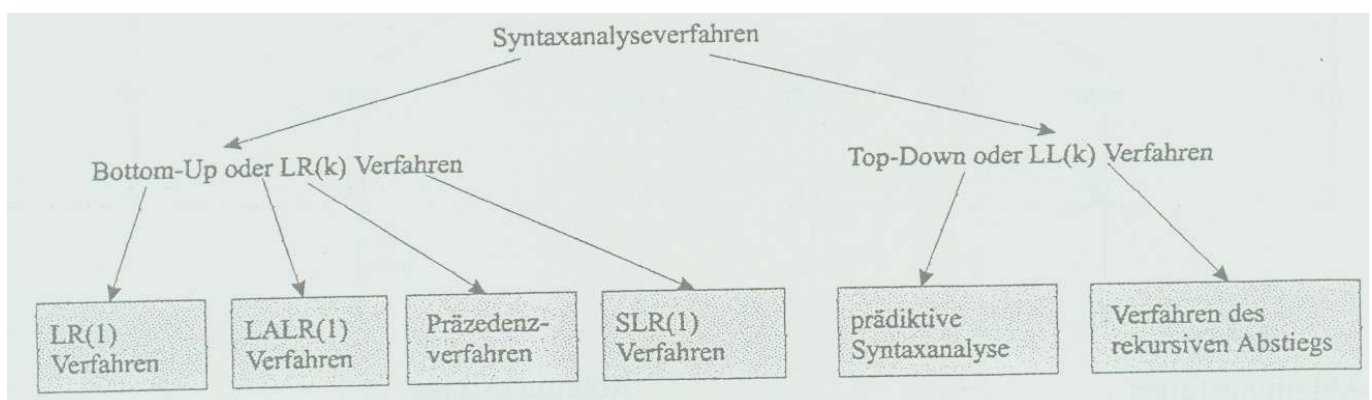 Syntaxanalyseverfahren
Bottom-Up oder LR(k) Verfahren
Top-Down oder LL(k) Verfahren
LR(1)
Verfahren
LALR(1)
Verfahren
Präzedenz-
verfahren
SLR(1)
Verfahren
prädiktive
Syntaxanalyse
Verfahren des
rekursiven Abstiegs